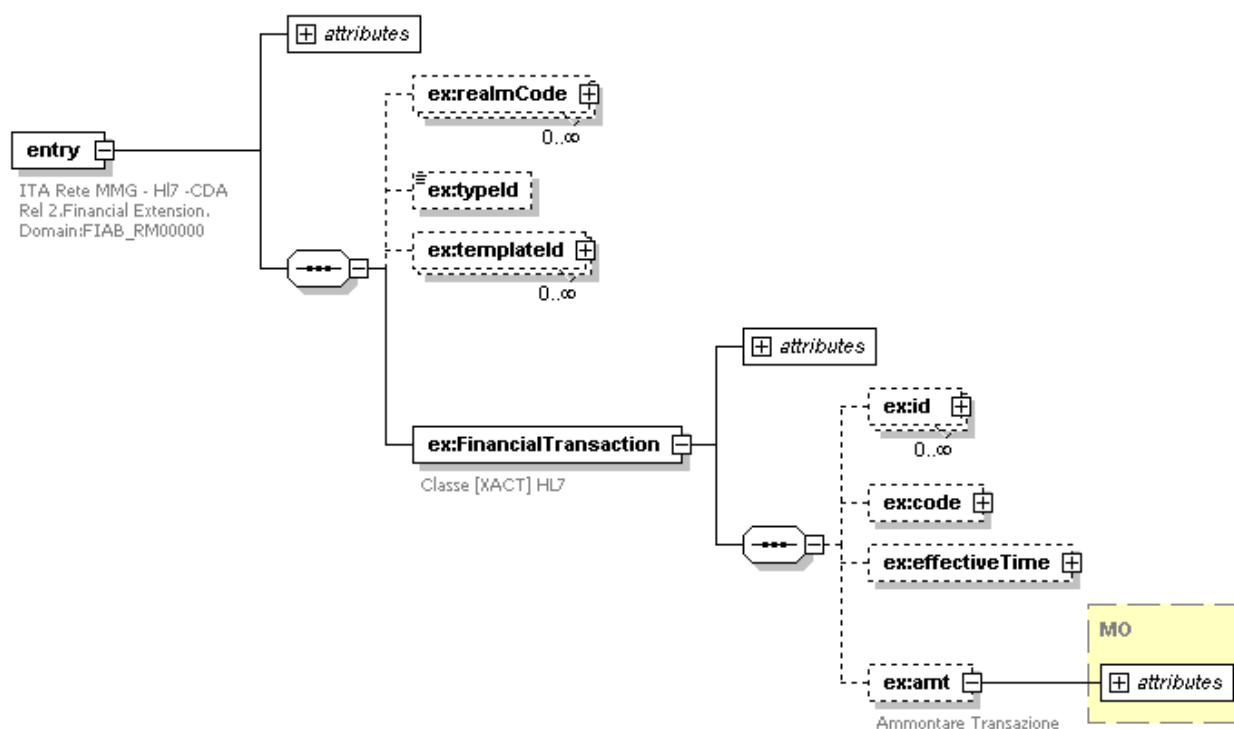 attributes
ex:realmCode
0..∞
entry
ITA Rete MMG - Hl7 -CDA
Rel 2.Financial Extension.
Domain:FIAB_RM00000
ex:typeId
ex:templateId
0..∞
attributes
ex:id
0..∞
ex:FinancialTransaction
Classe [XACT] HL7
ex:code
ex:effectiveTime
MO
ex:amt
attributes
Ammontare Transazione